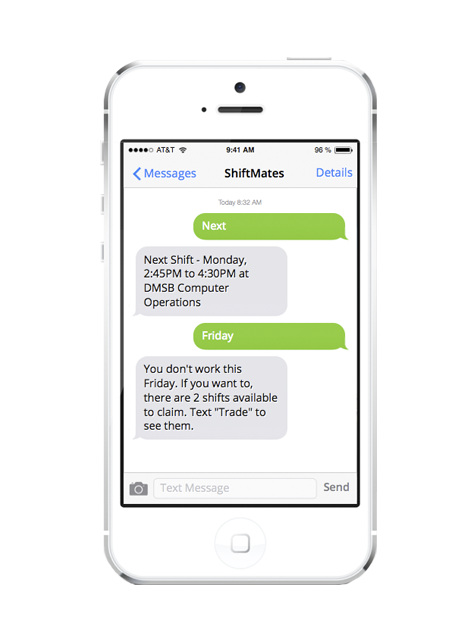 AT&T 9:41 AM 96 %
Messages ShiftMates Details
Today 8:32 AM
Next
Next Shift - Monday,
2:45PM to 4:30PM at
DMSB Computer
Operations
Friday
You don't work this
Friday. If you want to,
there are 2 shifts available
to claim. Text "Trade" to
see them.
Text Message Send